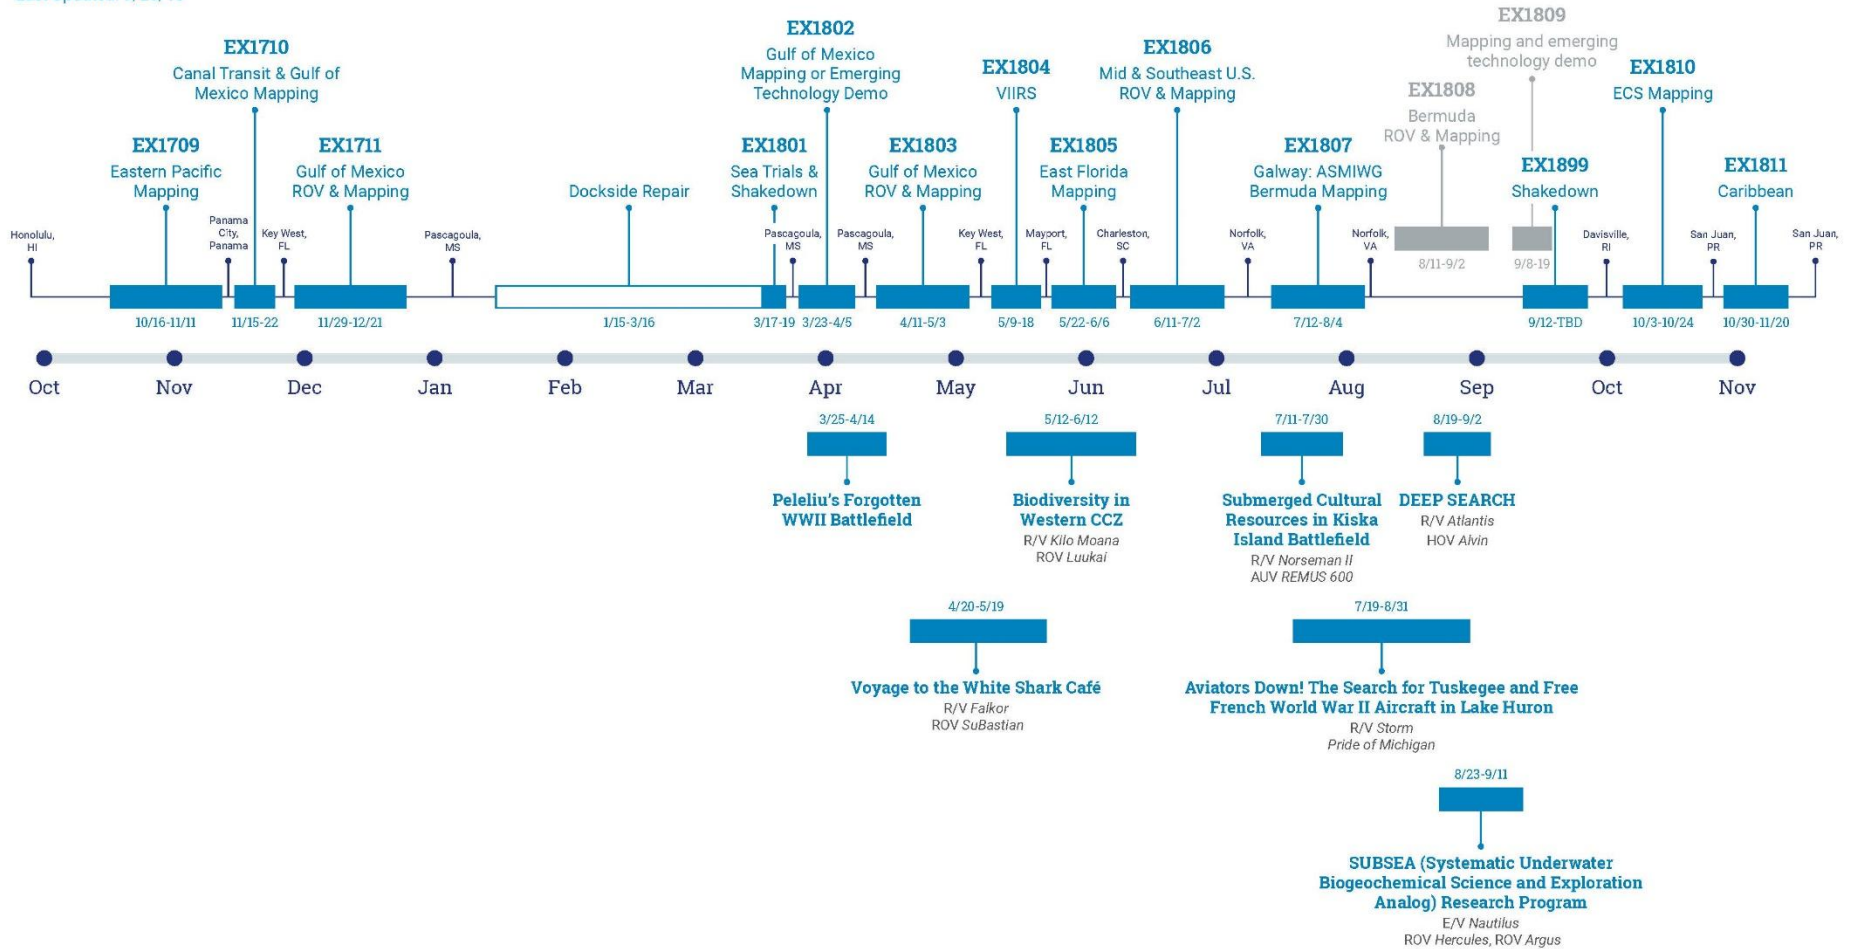 EX1710
Canal Transit & Gulf of
Mexico Mapping
EX1802
Gulf of Mexico
Mapping or Emerging
Technology Demo
EX1804
VIIRS
EX1806
Mid & Southeast U.S.
ROV & Mapping
EX1809
Mapping and emerging
technology demo
EX1808
Bermuda
ROV & Mapping
EX1810
ECS Mapping
EX1709
Eastern Pacific
Mapping
EX1711
Gulf of Mexico
ROV & Mapping
Dockside Repair
EX1801
Sea Trials &
Shakedown
EX1803
Gulf of Mexico
ROV & Mapping
EX1805
East Florida
Mapping
EX1807
Galway: ASMIWG
Bermuda Mapping
EX1899
Shakedown
EX1811
Caribbean
Honolulu,
HI
Panama
City,
Panama
Key West,
FL
Pascagoula,
MS
Pascagoula,
MS
Pascagoula,
MS
Key West,
FL
Mayport,
FL
Charleston,
SC
Norfolk,
VA
Norfolk,
VA
8/11-9/2
9/8-19
Davisville,
RI
San Juan,
PR
San Juan,
PR
10/16-11/11
11/15-22
11/29-12/21
1/15-3/16
3/17-19
3/23-4/5
4/11-5/3
5/9-18
5/22-6/6
6/11-7/2
7/12-8/4
9/12-TBD
10/3-10/24
10/30-11/20
Oct
Nov
Dec
Jan
Feb
Mar
Apr
May
Jun
Jul
Aug
Sep
Oct
Nov
3/25-4/14
Peleliu's Forgotten
WWII Battlefield
5/12-6/12
Biodiversity in
Western CCZ
R/V Kilo Moana
ROV Luukai
7/11-7/30
Submerged Cultural
Resources in Kiska
Island Battlefield
R/V Norseman II
AUV REMUS 600
8/19-9/2
DEEP SEARCH
R/V Atlantis
HOV Alvin
4/20-5/19
Voyage to the White Shark Café
R/V Falkor
ROV SuBastian
7/19-8/31
Aviators Down! The Search for Tuskegee and Free
French World War II Aircraft in Lake Huron
R/V Storm
Pride of Michigan
8/23-9/11
SUBSEA (Systematic Underwater
Biogeochemical Science and Exploration
Analog) Research Program
E/V Nautilus
ROV Hercules, ROV Argus